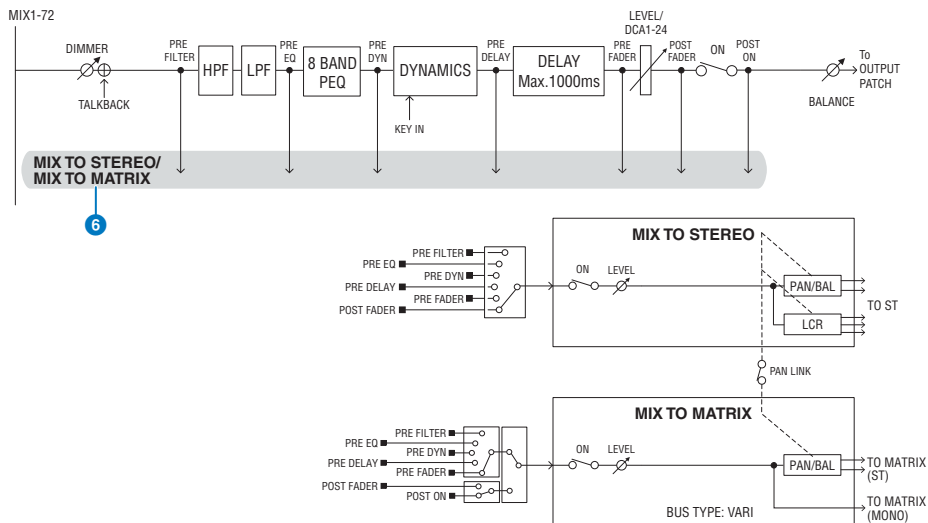 MIX1-72
DIMMER
TALKBACK
PRE
FILTER
HPF
LPF
PRE
EQ
8 BAND
PEQ
PRE
DYN
DYNAMICS
KEY IN
PRE
DELAY
DELAY
Max.1000ms
PRE
FADER
LEVEL/
DCA1-24
POST
FADER
ON
POST
ON
BALANCE
To
OUTPUT
PATCH
MIX TO STEREO/
MIX TO MATRIX
6
MIX TO STEREO
PRE FILTER
PRE EQ
PRE DYN
PRE DELAY
PRE FADER
POST FADER
ON
LEVEL
PAN/BAL
LCR
TO ST
PAN LINK
MIX TO MATRIX
PRE FILTER
PRE EQ
PRE DYN
PRE DELAY
PRE FADER
POST FADER
POST ON
ON
LEVEL
PAN/BAL
TO MATRIX
(ST)
TO MATRIX
(MONO)
BUS TYPE: VARI